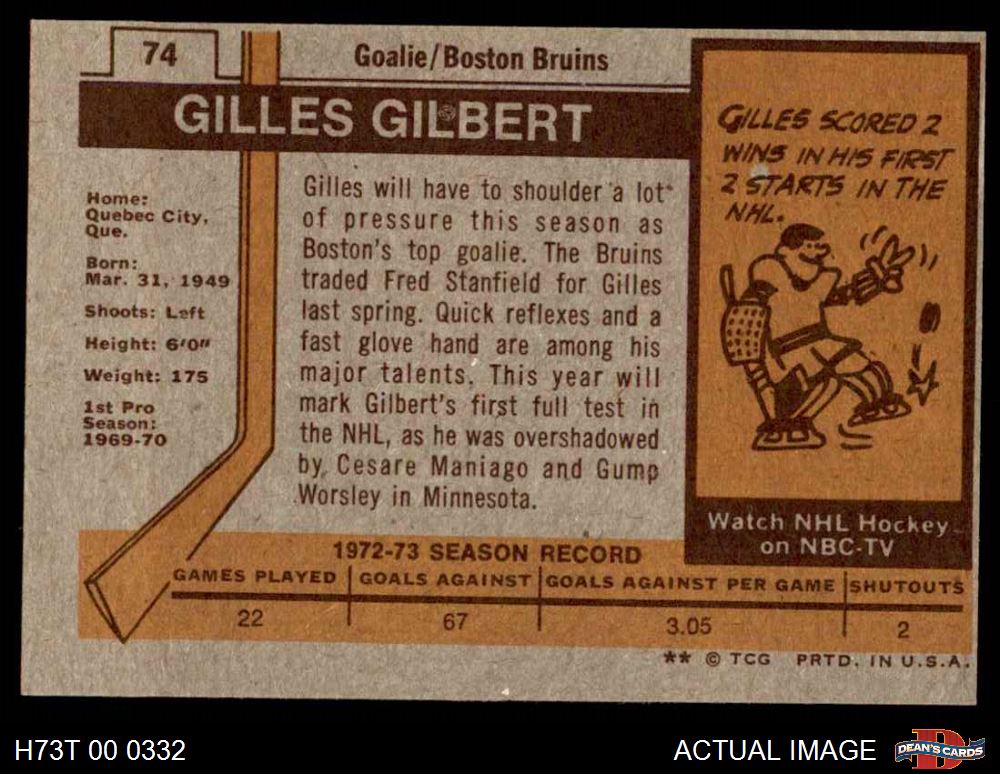 74
Goalie/Boston Bruins
GILLES GILBERT
Home:
Quebec City,
Que.
Born:
Mar. 31, 1949
Shoots: Left
Height: 6'0"
Weight: 175
1st Pro
Season:
1969-70
Gilles will have to shoulder a lot
of pressure this season as
Boston's top goalie. The Bruins
traded Fred Stanfield for Gilles
last spring. Quick reflexes and a
fast glove hand are among his
major talents. This year will
mark Gilbert's first full test in
the NHL, as he was overshadowed
by Cesare Maniago and Gump
Worsley in Minnesota.
GILLES SCORED 2
WINS IN HIS FIRST
2 STARTS IN THE
NHL.
Watch NHL Hockey
on NBC-TV
1972-73 SEASON RECORD
GAMES PLAYED GOALS AGAINST GOALS AGAINST PER GAME SHUTOUTS
22 67 3.05 2
** © TCG PRTD. IN U.S.A.
H73T 00 0332
ACTUAL IMAGE
D
DEAN'S CARDS